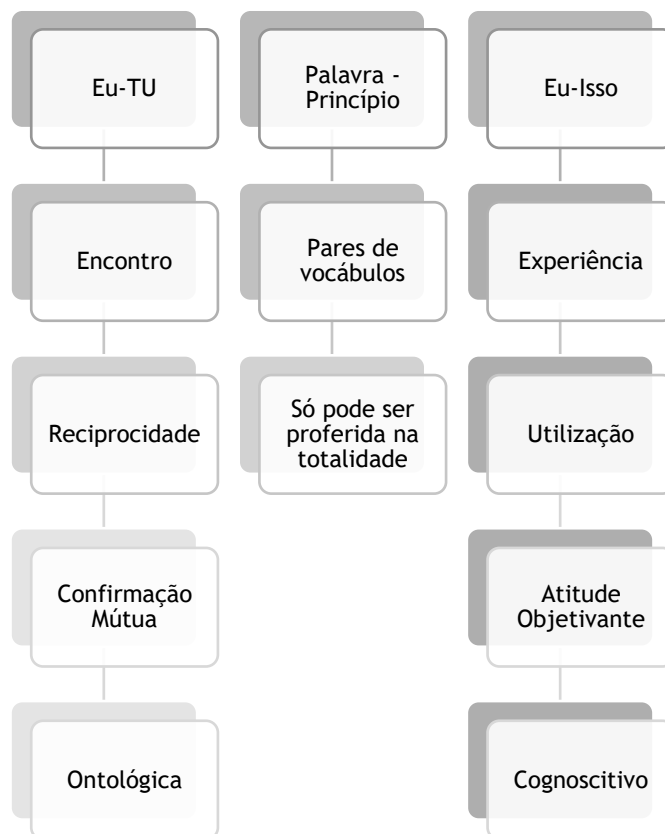 Eu-TU
Encontro
Reciprocidade
Confirmação
Mútua
Ontológica
Palavra -
Princípio
Pares de
vocábulos
Só pode ser
proferida na
totalidade
Eu-Isso
Experiência
Utilização
Atitude
Objetivante
Cognoscitivo